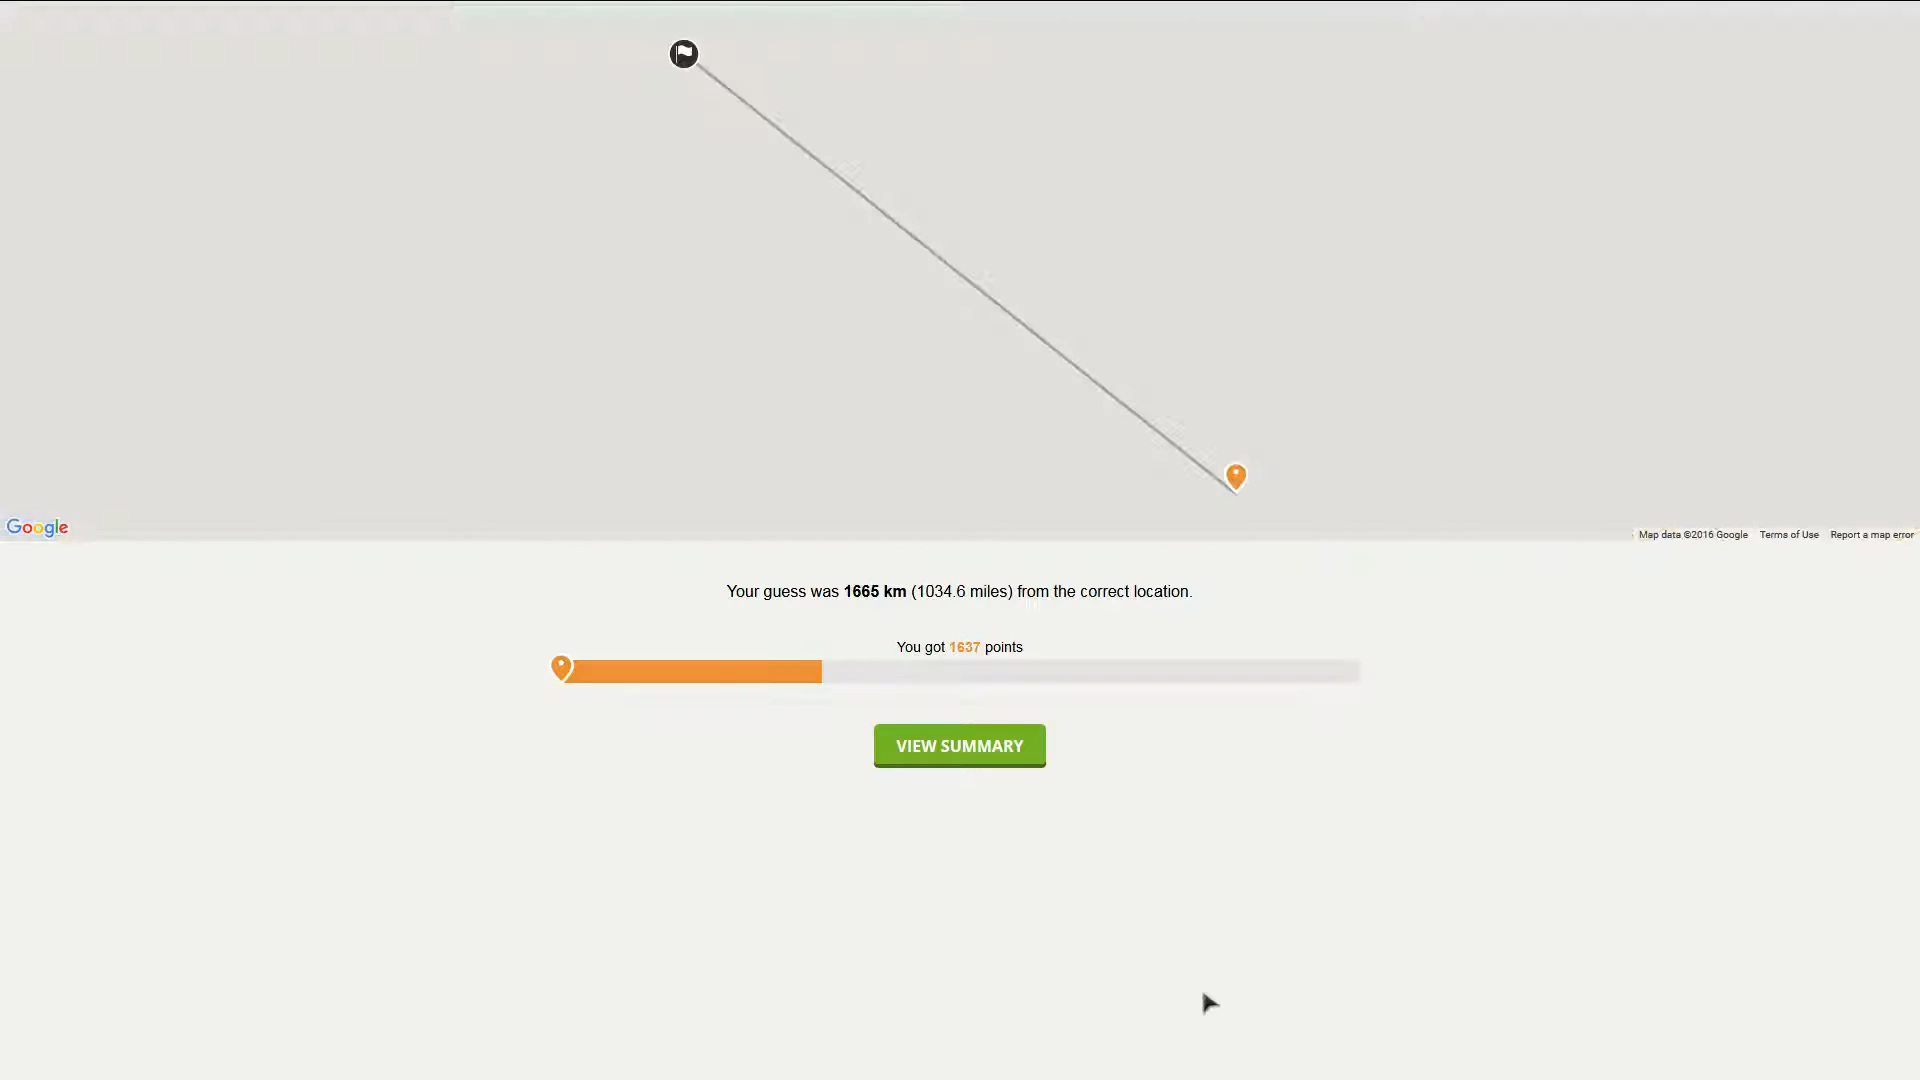 Google
Map data ©2016 Google Terms of Use Report a map error
Your guess was 1665 km (1034.6 miles) from the correct location.
You got 1637 points
VIEW SUMMARY